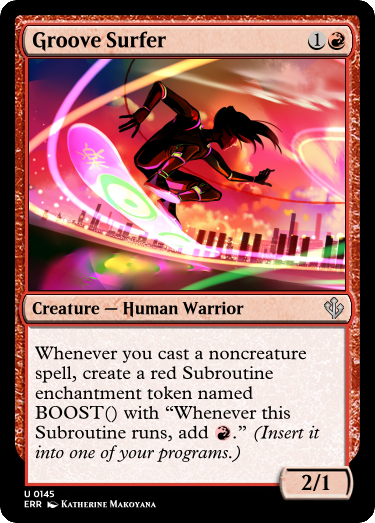 Groove Surfer 1
Creature — Human Warrior
Whenever you cast a noncreature
spell, create a red Subroutine
enchantment token named
BOOST() with “Whenever this
Subroutine runs, add .” (Insert it
into one of your programs.)
2/1
U 0145
ERR Katherine Makoyana